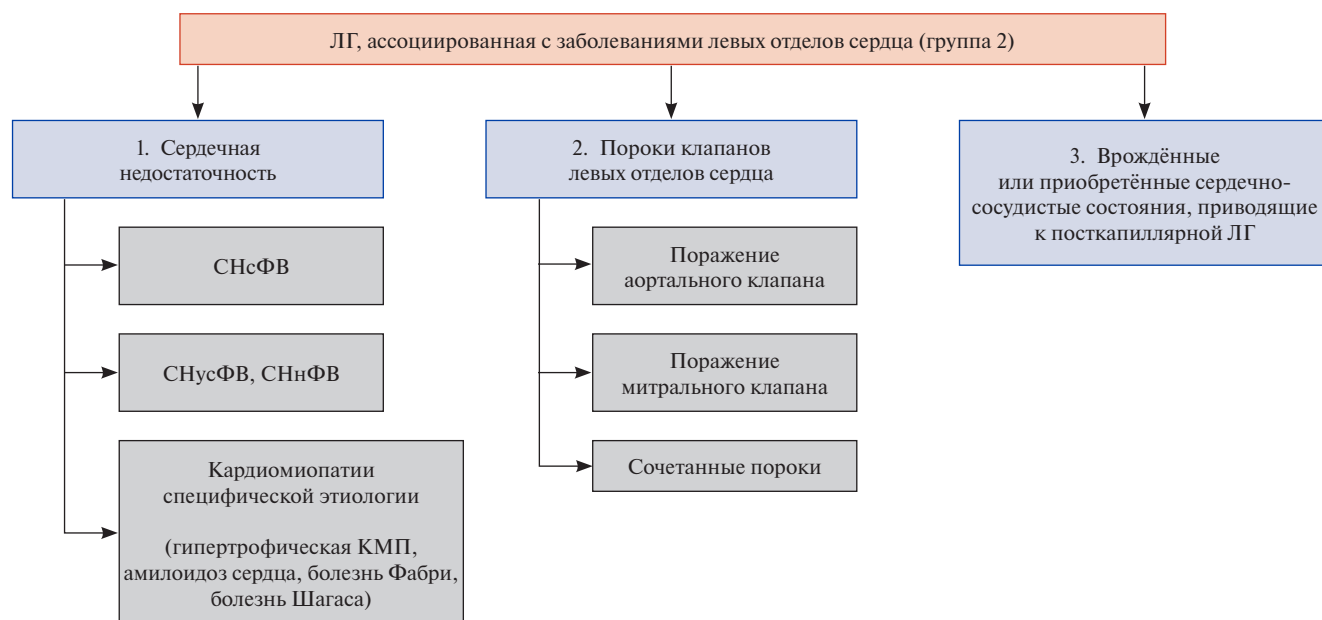 ЛГ, ассоциированная с заболеваниями левых отделов сердца (группа 2)
1. Сердечная
недостаточность
СНсФВ
СНусФВ, СНнФВ
Кардиомиопатии
специфической этиологии
(гипертрофическая КМП,
амилоидоз сердца, болезнь Фабри,
болезнь Шагаса)
2. Пороки клапанов
левых отделов сердца
Поражение
аортального клапана
Поражение
митрального клапана
Сочетанные пороки
3. Врождённые
или приобретённые сердечно-
сосудистые состояния, приводящие
к посткапиллярной ЛГ